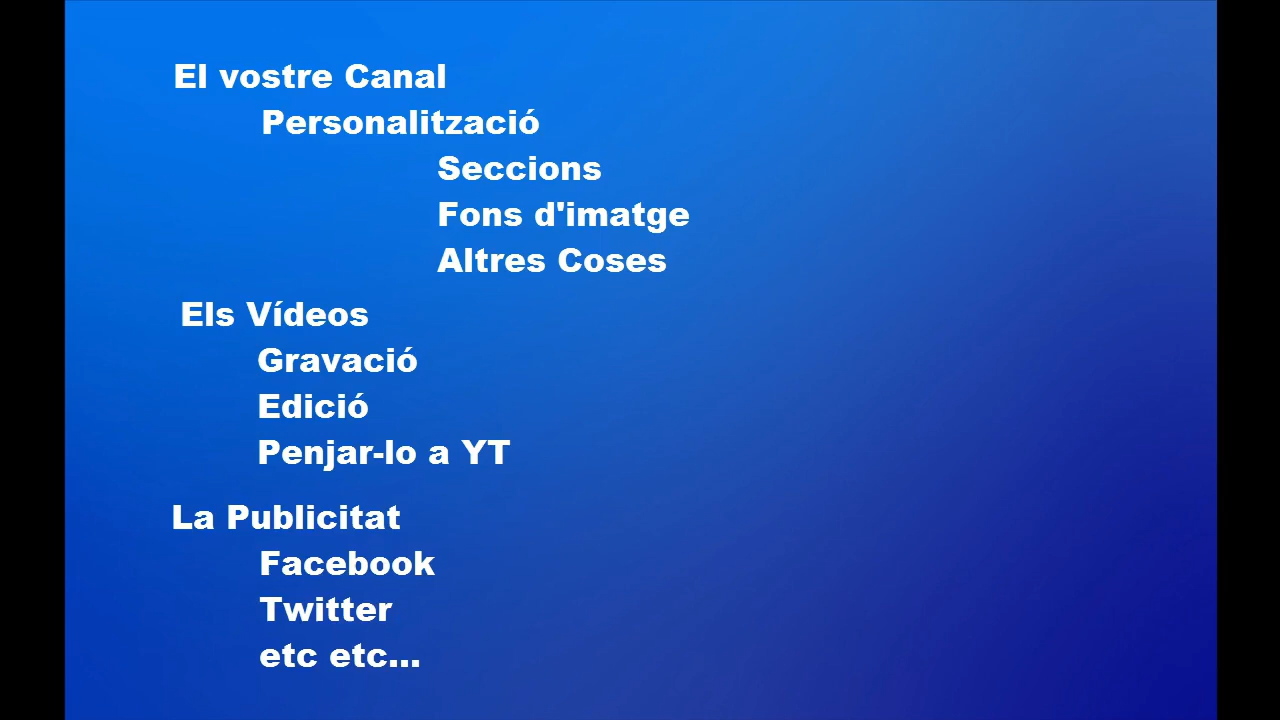 El vostre Canal
Personalització
Seccions
Fons d'imatge
Altres Coses
Els Vídeos
Gravació
Edició
Penjar-lo a YT
La Publicitat
Facebook
Twitter
etc etc...